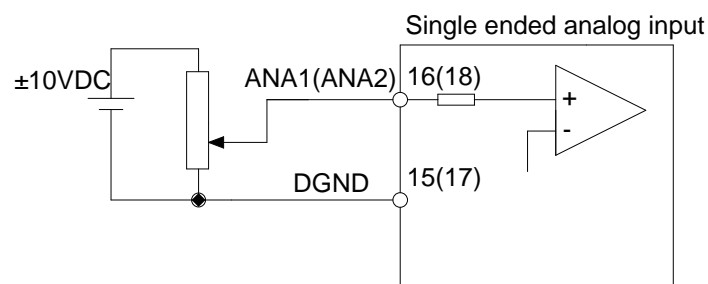 Single ended analog input
±10VDC
ANA1(ANA2)
16(18)
+
-
DGND
15(17)